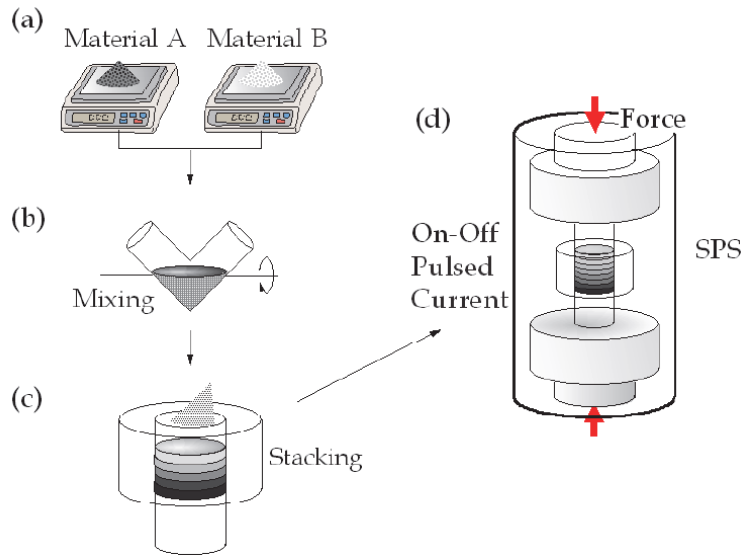 (a)
Material A
Material B
(b)
Mixing
(c)
Stacking
(d)
Force
On-Off
Pulsed
Current
SPS